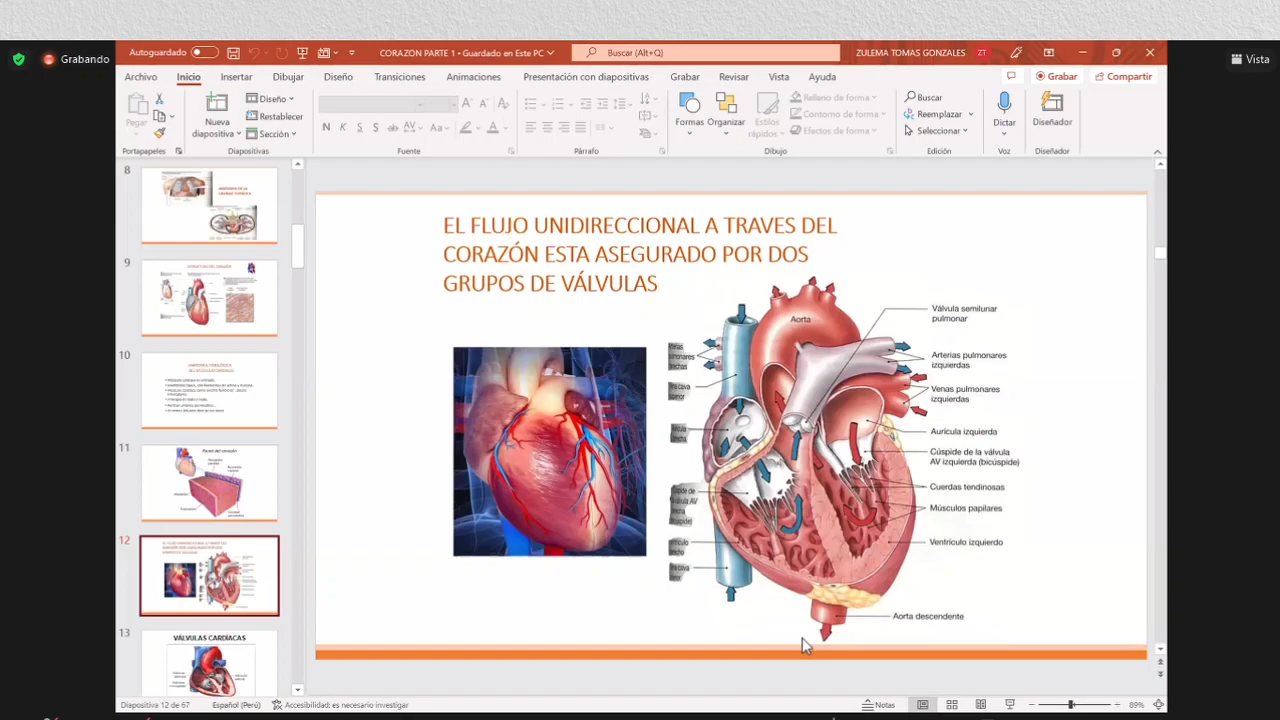 Grabando
Vista
Autoguardado
CORAZON PARTE 1 • Guardado en Este PC
Buscar (Alt+Q)
ZULEMA TOMAS GONZALES
ZT
Archivo
Inicio
Insertar
Dibujar
Diseño
Transiciones
Animaciones
Presentación con diapositivas
Grabar
Revisar
Vista
Ayuda
Grabar
Compartir
Pegar
Nueva
diapositiva
Diseño
Restablecer
Sección
Formas
Organizar
Estilos
rápidos
Relleno de forma
Contorno de forma
Efectos de forma
Buscar
Reemplazar
Seleccionar
Dictar
Diseñador
Portapapeles
Diapositivas
Fuente
Párrafo
Dibujo
Edición
Voz
Diseñador
8
9
10
11
12
13
VÁLVULAS CARDÍACAS
EL FLUJO UNIDIRECCIONAL A TRAVES DEL
CORAZÓN ESTA ASEGURADO POR DOS
GRUPOS DE VÁLVULAS
Aorta
Válvula semilunar
pulmonar
Arterias pulmonares
izquierdas
Venas pulmonares
izquierdas
Aurícula izquierda
Cúspide de la válvula
AV izquierda (bicúspide)
Cuerdas tendinosas
Músculos papilares
Ventrículo izquierdo
Aorta descendente
Diapositiva 12 de 67
Español (Perú)
Accesibilidad: es necesario investigar
Notas
89%